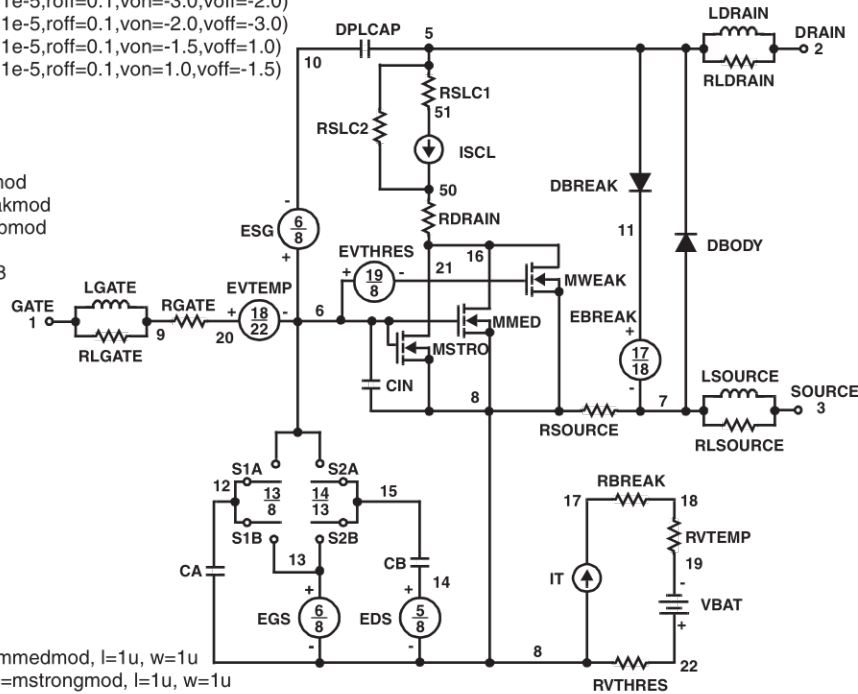 1e-5,roff=0.1,von=-3.0,voff=-2.0)
1e-5,roff=0.1,von=-2.0,voff=-3.0)
1e-5,roff=0.1,von=-1.5,voff=1.0)
1e-5,roff=0.1,von=1.0,voff=-1.5)
DPLCAP
5
LDRAIN
DRAIN
2
RLDRAIN
10
RSLC1
51
RSLC2
ISCL
50
RDRAIN
DBREAK
11
DBODY
ESG
6
8
-
+
EVTHRES
+
19
8
-
21
16
MWEAK
MMED
MSTRO
LGATE
GATE
1
RLGATE
9
RGATE
20
EVTEMP
+
18
22
-
6
CIN
8
EBREAK
+
17
18
-
7
RSOURCE
LSOURCE
SOURCE
3
RLSOURCE
S1A
S2A
12
13
8
14
13
15
S1B
S2B
13
CA
CB
14
+
EGS
6
8
-
+
EDS
5
8
-
RBREAK
17
18
RVTEMP
19
IT
-
VBAT
+
8
22
RVTHRES
mmedmod, l=1u, w=1u
=mstrongmod, l=1u, w=1u